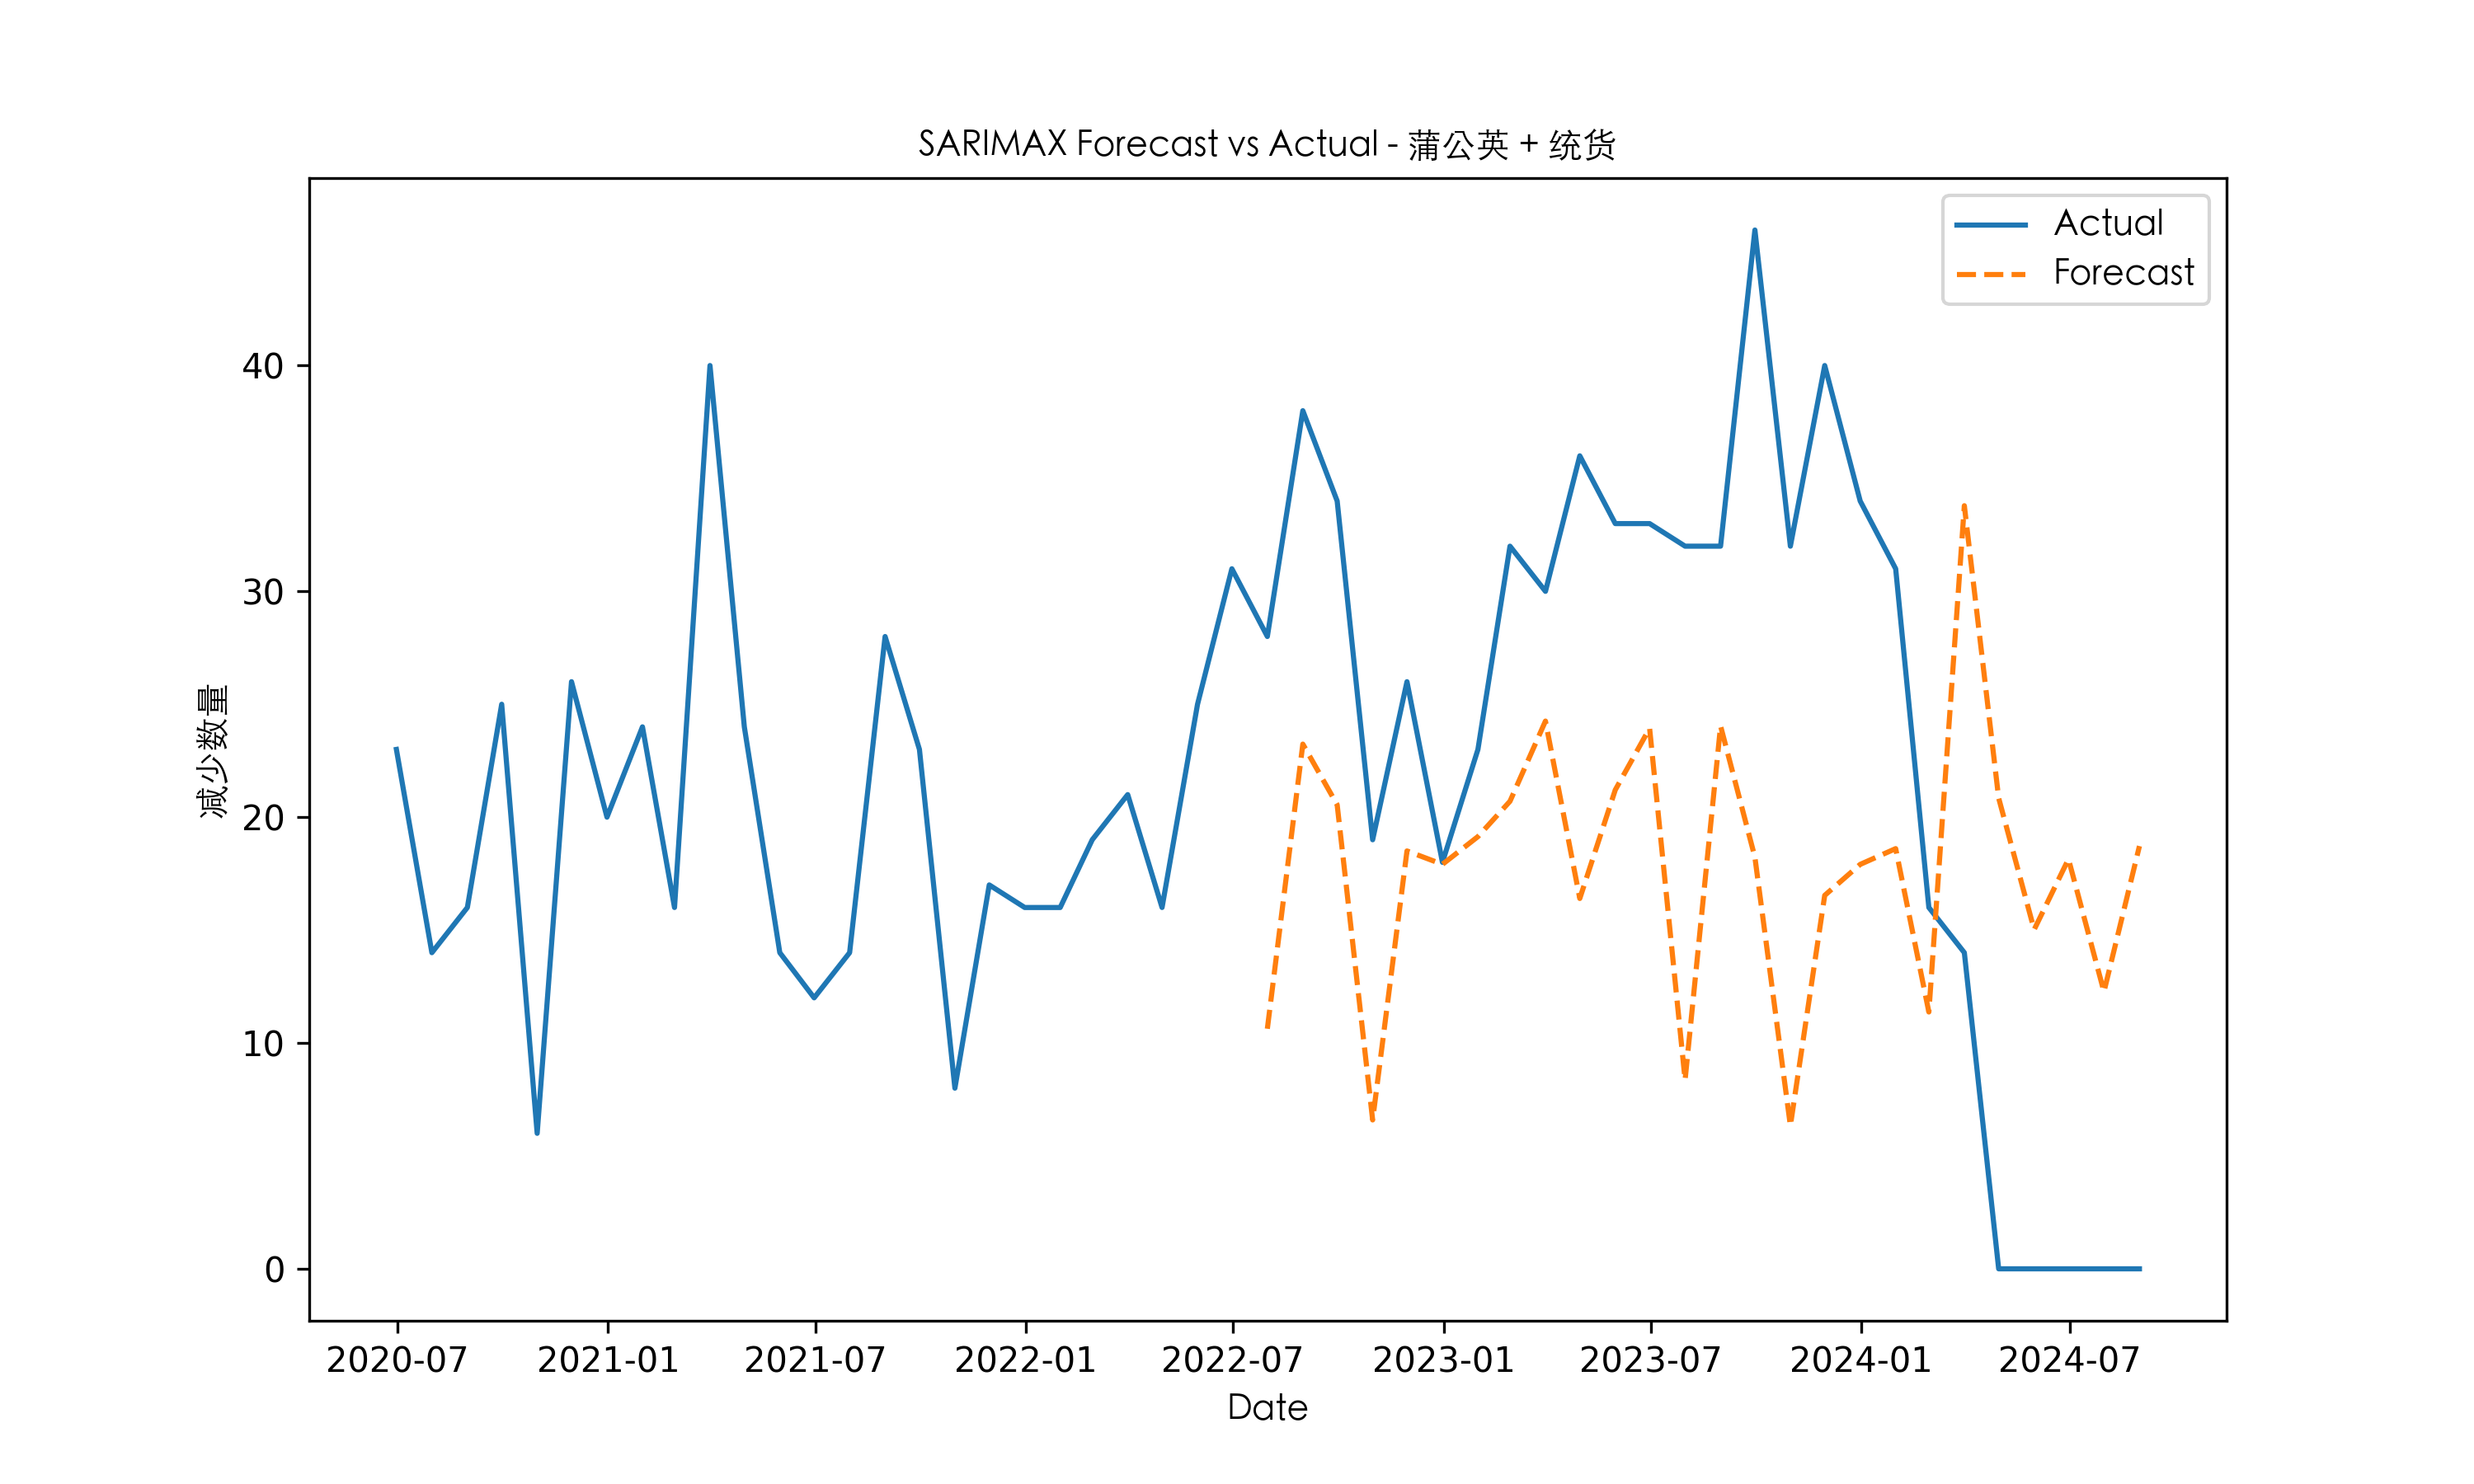 SARIMAX Forecast vs Actual - 蒲公英 + 统货
Actual
Forecast
减少数量
40
30
20
10
0
2020-07
2021-01
2021-07
2022-01
2022-07
2023-01
2023-07
2024-01
2024-07
Date